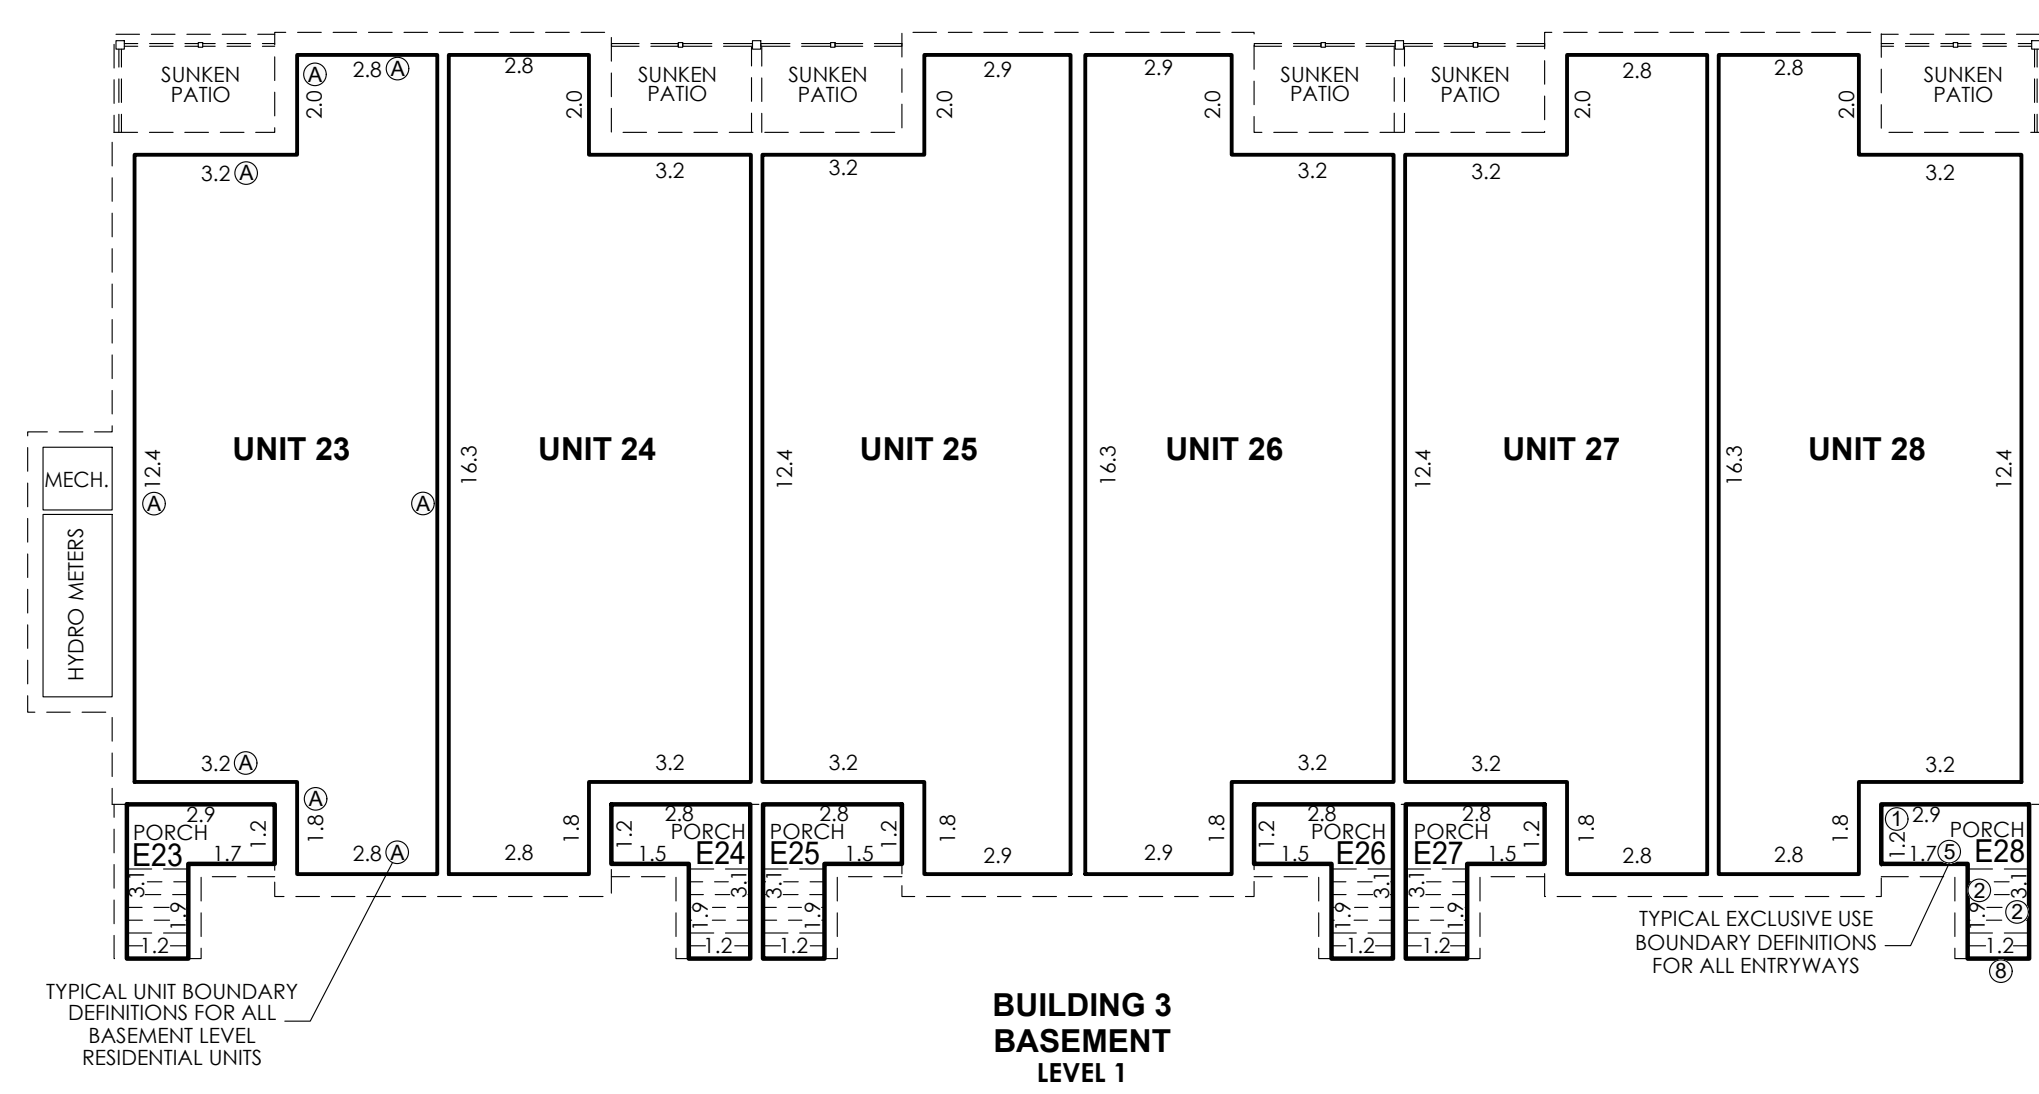 SUNKEN
PATIO
Ⓐ
2.8 Ⓐ
2.0
3.2 Ⓐ
2.8
2.0
SUNKEN
PATIO
3.2
SUNKEN
PATIO
2.9
2.0
3.2
2.9
2.0
SUNKEN
PATIO
3.2
SUNKEN
PATIO
2.8
2.0
3.2
2.8
2.0
SUNKEN
PATIO
3.2
UNIT 23
UNIT 24
UNIT 25
UNIT 26
UNIT 27
UNIT 28
MECH.
HYDRO METERS
12.4
Ⓐ
Ⓐ
16.3
12.4
16.3
12.4
16.3
12.4
3.2 Ⓐ
Ⓐ
1.8
2.8 Ⓐ
3.2
1.8
2.8
3.2
1.8
2.9
3.2
1.8
2.9
3.2
1.8
2.8
3.2
1.8
2.8
2.9
PORCH
E23
1.2
1.7
3.1
1.9
1.2
2.8
PORCH
E24
1.2
1.5
3.1
1.9
1.2
2.8
PORCH
E25
1.2
1.5
3.1
1.9
1.2
2.8
PORCH
E26
1.2
1.5
3.1
1.9
1.2
2.8
PORCH
E27
1.2
1.5
3.1
1.9
1.2
① 2.9
PORCH
E28
1.2
1.7 ⑤
②
3.1
1.9
②
1.2
⑧
TYPICAL UNIT BOUNDARY
DEFINITIONS FOR ALL
BASEMENT LEVEL
RESIDENTIAL UNITS
TYPICAL EXCLUSIVE USE
BOUNDARY DEFINITIONS
FOR ALL ENTRYWAYS
BUILDING 3
BASEMENT
LEVEL 1